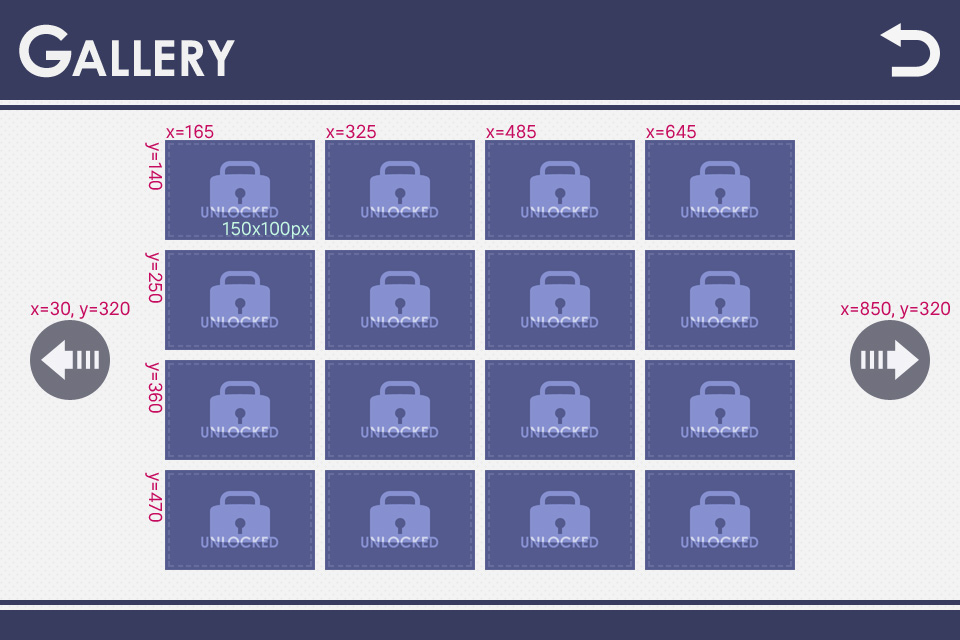 GALLERY
x=165 x=325 x=485 x=645
y=140
UNLOCKED UNLOCKED UNLOCKED UNLOCKED
150x100px
y=250
x=30, y=320 x=850, y=320
UNLOCKED UNLOCKED UNLOCKED UNLOCKED
y=360
UNLOCKED UNLOCKED UNLOCKED UNLOCKED
y=470
UNLOCKED UNLOCKED UNLOCKED UNLOCKED